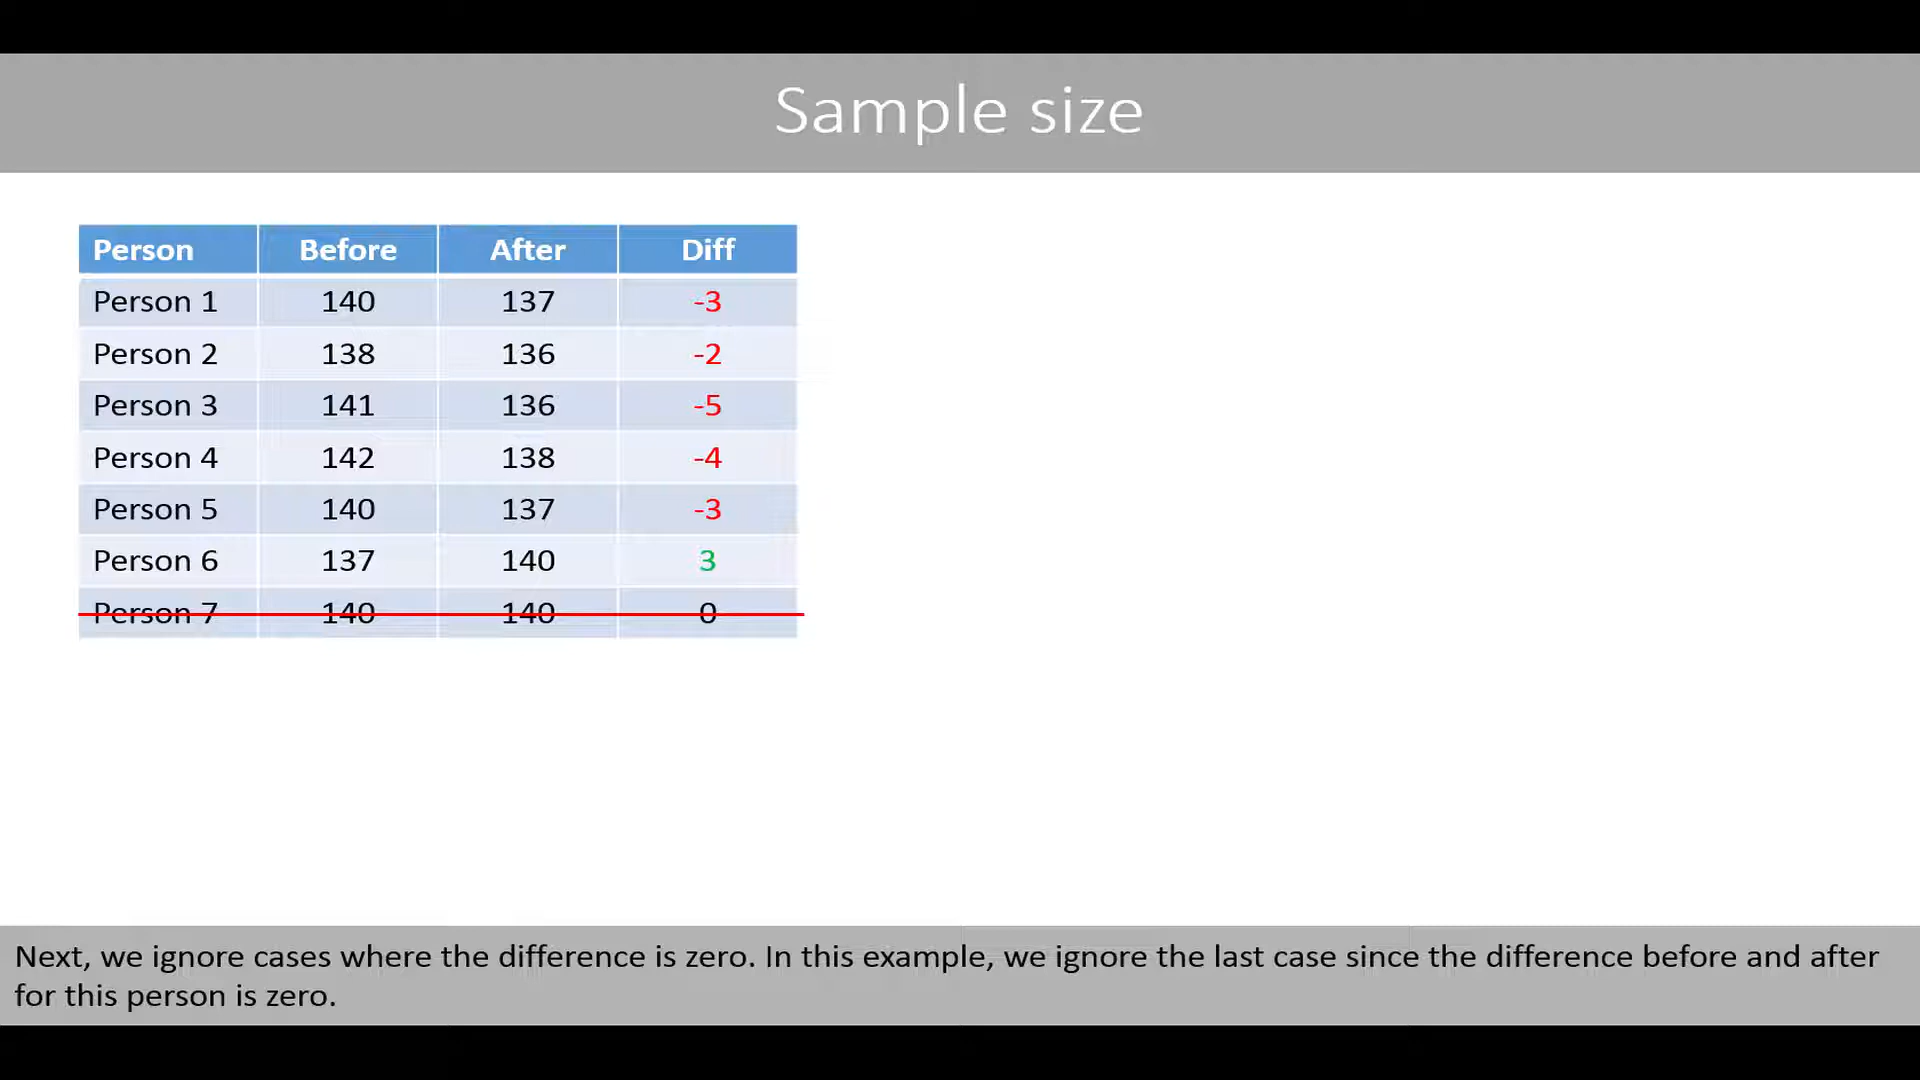 Sample size
Person Before After Diff
Person 1 140 137 -3
Person 2 138 136 -2
Person 3 141 136 -5
Person 4 142 138 -4
Person 5 140 137 -3
Person 6 137 140 3
Person 7 140 140 0
Next, we ignore cases where the difference is zero. In this example, we ignore the last case since the difference before and after
for this person is zero.